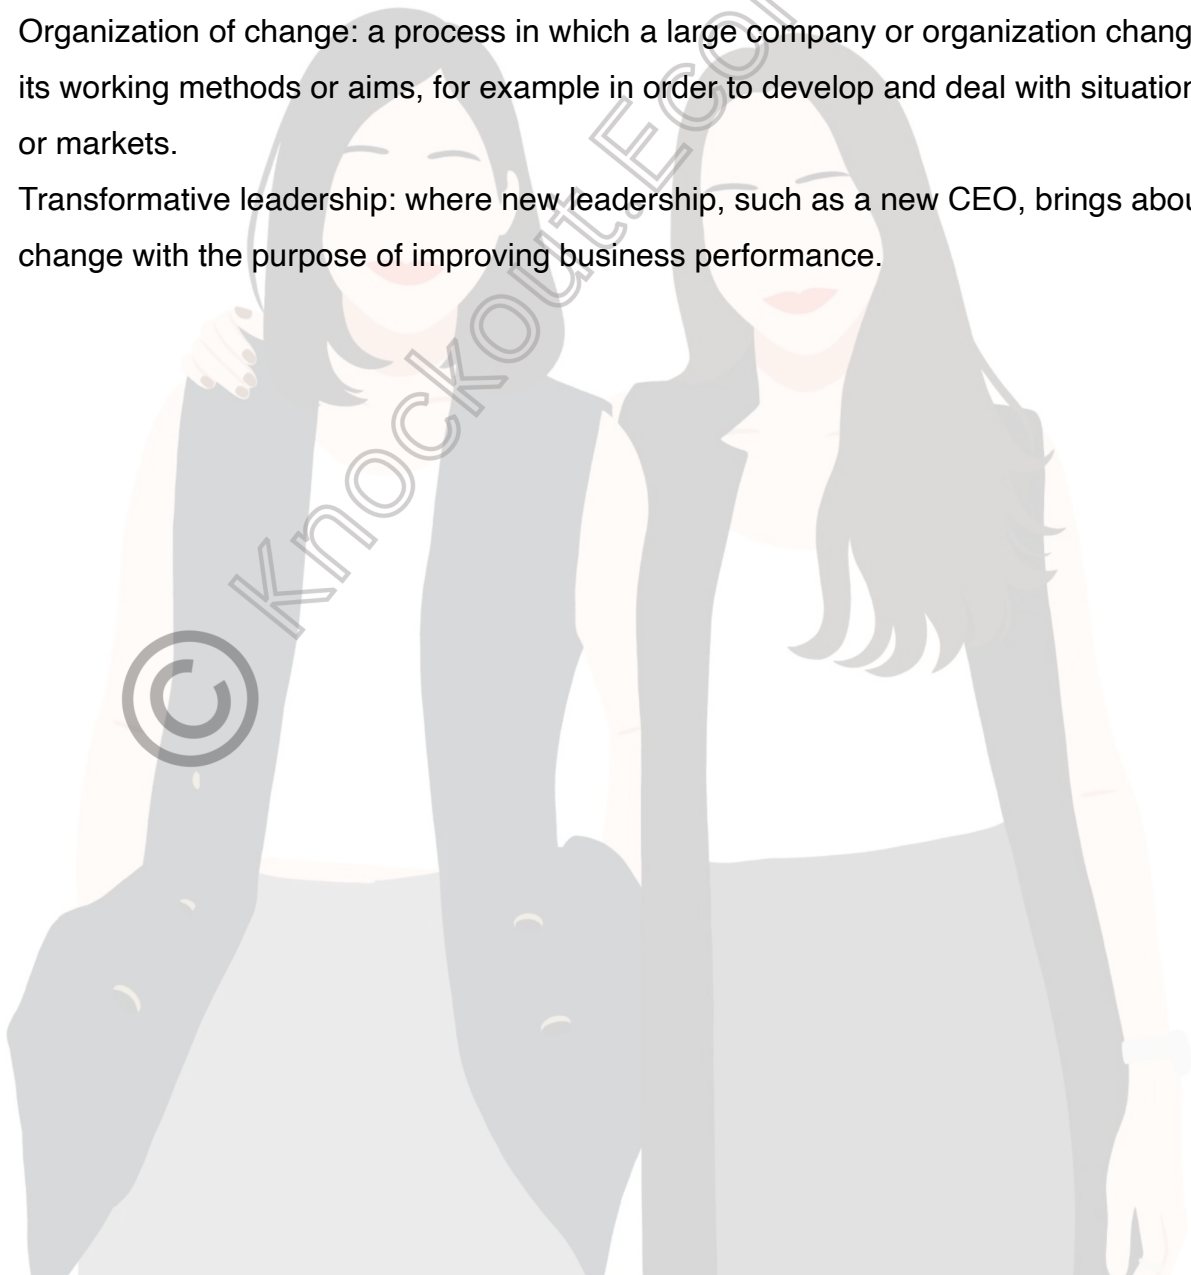 Organization of change: a process in which a large company or organization chang
its working methods or aims, for example in order to develop and deal with situation
or markets.
Transformative leadership: where new leadership, such as a new CEO, brings abou
change with the purpose of improving business performance.
© Knockout.Econ